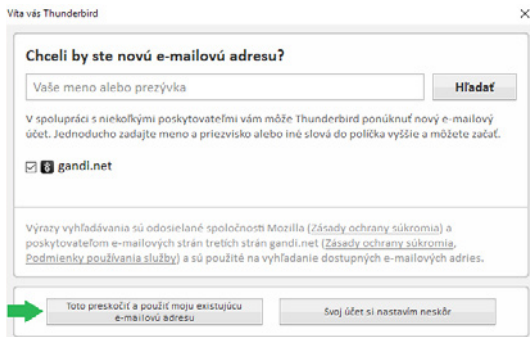 Víta vás Thunderbird
Chceli by ste novú e-mailovú adresu?
Vaše meno alebo prezývka
Hľadať
V spolupráci s niekoľkými poskytovateľmi vám môže Thunderbird ponúknuť nový e-mailový
účet. Jednoducho zadajte meno a priezvisko alebo iné slová do políčka vyššie a môžete začať.
gandi.net
Výrazy vyhľadávania sú odosielané spoločnosti Mozilla (Zásady ochrany súkromia) a
poskytovateľom e-mailových strán tretích strán gandi.net (Zásady ochrany súkromia,
Podmienky používania služby) a sú použité na vyhľadanie dostupných e-mailových adries.
Toto preskočiť a použiť moju existujúcu
e-mailovú adresu
Svoj účet si nastavím neskôr